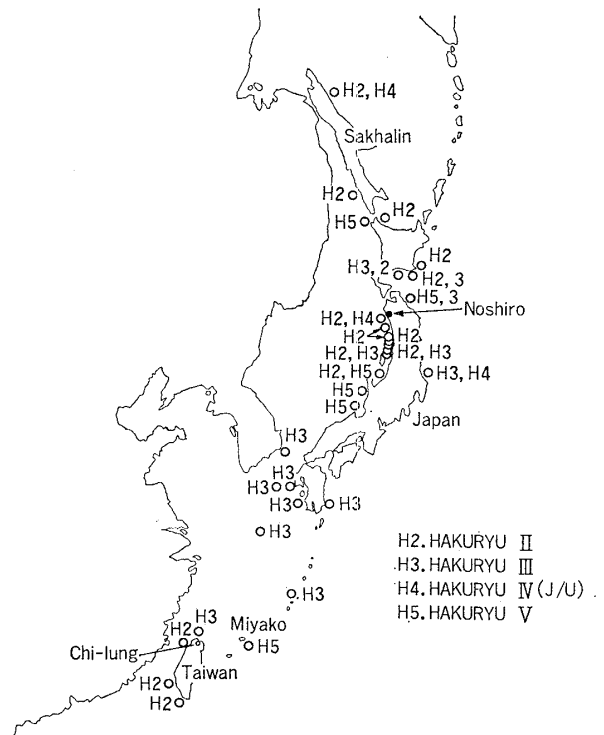 H2, H4
Sakhalin
H2
H2
H5
H2
H3, 2
H2, 3
H5, 3
Noshiro
H2, H4
H2
H2
H2, H3
H2, H3
H2, H5
H3, H4
H5
H5
Japan
H3
H3
H3
H3
H3
H3
H2. HAKURYU II
H3. HAKURYU III
H4. HAKURYU IV (J/U)
H5. HAKURYU V
H3
H3
Miyako
H2
H5
Chi-lung
Taiwan
H2
H2